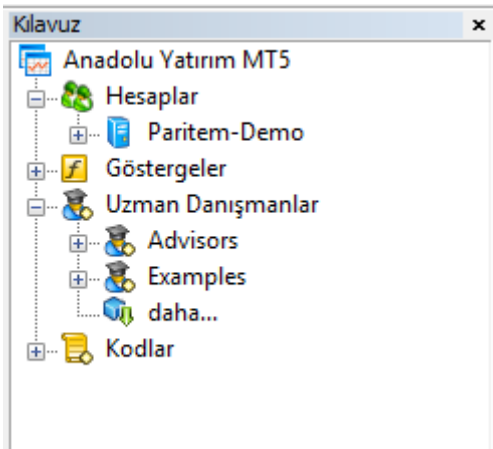 Kılavuz
Anadolu Yatırım MT5
Hesaplar
Paritem-Demo
Göstergeler
Uzman Danışmanlar
Advisors
Examples
daha...
Kodlar